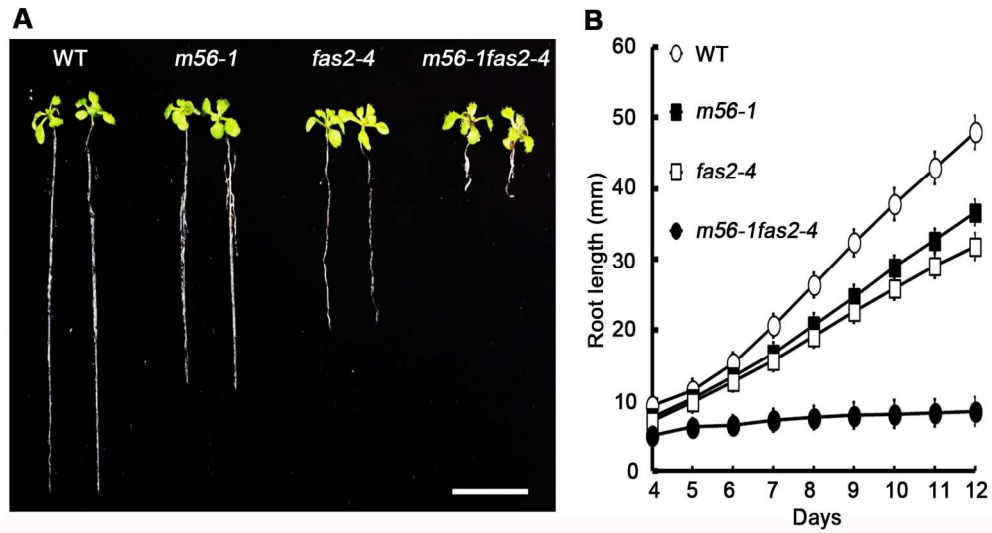 A
WT m56-1 fas2-4 m56-1fas2-4
B
60
50
40
30
20
10
0
Root length (mm)
WT
m56-1
fas2-4
m56-1fas2-4
4 5 6 7 8 9 10 11 12
Days